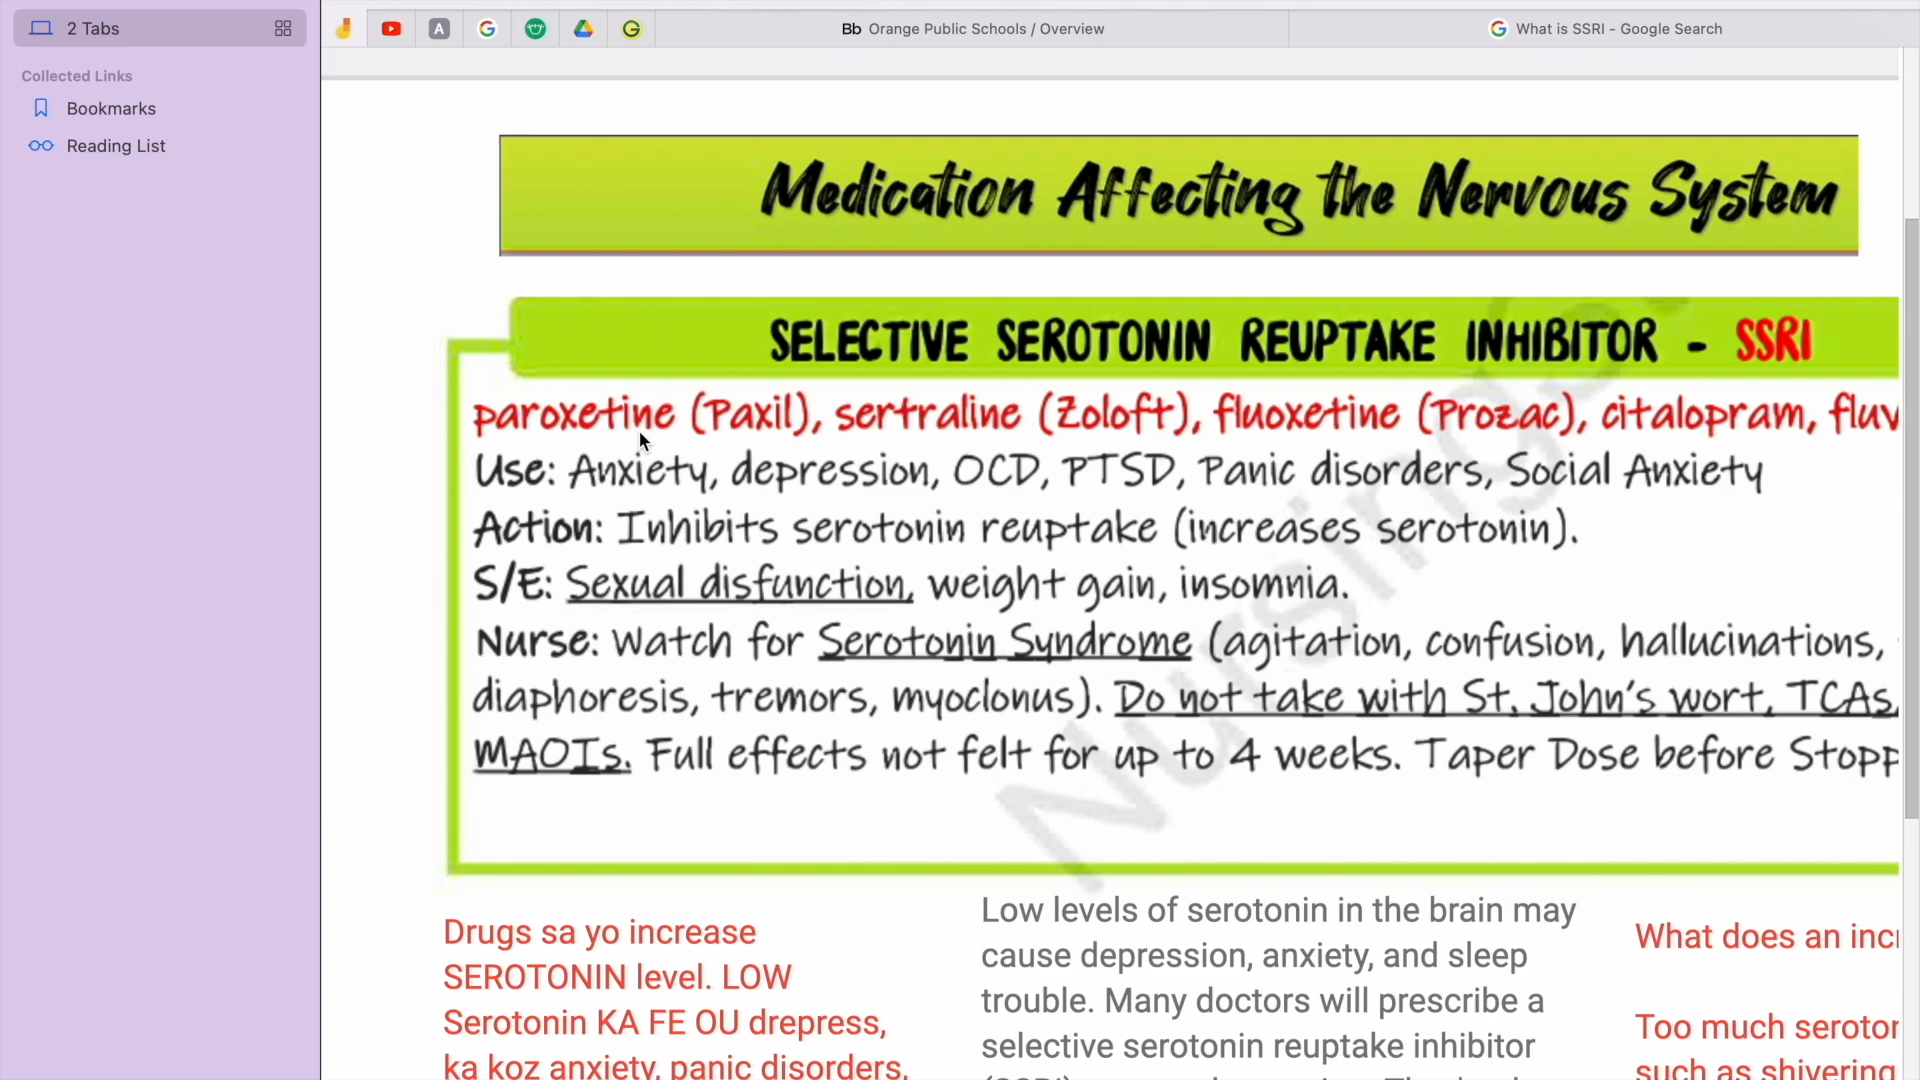 2 Tabs
Collected Links
Bookmarks
Reading List
A
G
Bb Orange Public Schools / Overview
What is SSRI - Google Search
Medication Affecting the Nervous System
SELECTIVE SEROTONIN REUPTAKE INHIBITOR - SSRI
paroxetine (Paxil), sertraline (Zoloft), fluoxetine (Prozac), citalopram, fluv
Use: Anxiety, depression, OCD, PTSD, Panic disorders, Social Anxiety
Action: Inhibits serotonin reuptake (increases serotonin).
S/E: Sexual disfunction, weight gain, insomnia.
Nurse: Watch for Serotonin Syndrome (agitation, confusion, hallucinations,
diaphoresis, tremors, myoclonus). Do not take with St. John's wort, TCAs,
MAOIs. Full effects not felt for up to 4 weeks. Taper Dose before Stopp
Drugs sa yo increase
SEROTONIN level. LOW
Serotonin KA FE OU drepress,
ka koz anxiety, panic disorders,
Low levels of serotonin in the brain may
cause depression, anxiety, and sleep
trouble. Many doctors will prescribe a
selective serotonin reuptake inhibitor
What does an inc
Too much seroto
such as shivering